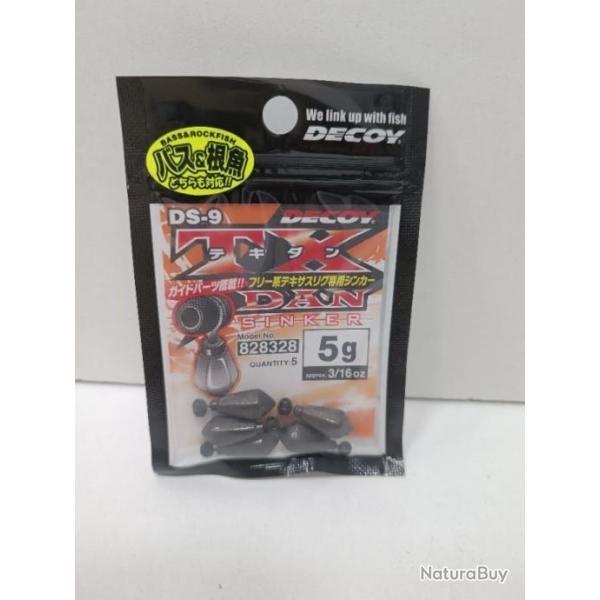 We link up with fish
DECOY
BASS&ROCKFISH
バス&根魚
どちらも対応!!
DS-9
DECOY
TX
テキダン
ガイドパーツ搭載!! フリー系テキサスリグ専用シンカー
DAN
SINKER
Model No.
828328
QUANTITY:5
5g
Approx. 3/16oz
NaturaBuy